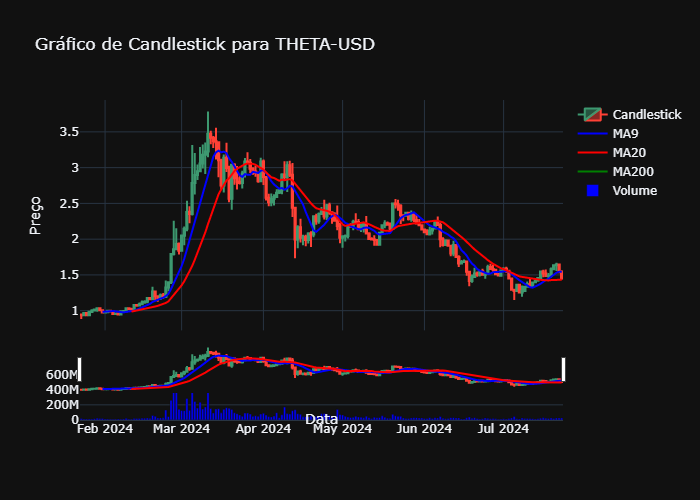 Gráfico de Candlestick para THETA-USD
Candlestick
MA9
MA20
MA200
Volume
Preço
3.5
3
2.5
2
1.5
1
600M
400M
200M
0
Feb 2024 Mar 2024 Apr 2024 May 2024 Jun 2024 Jul 2024
Data